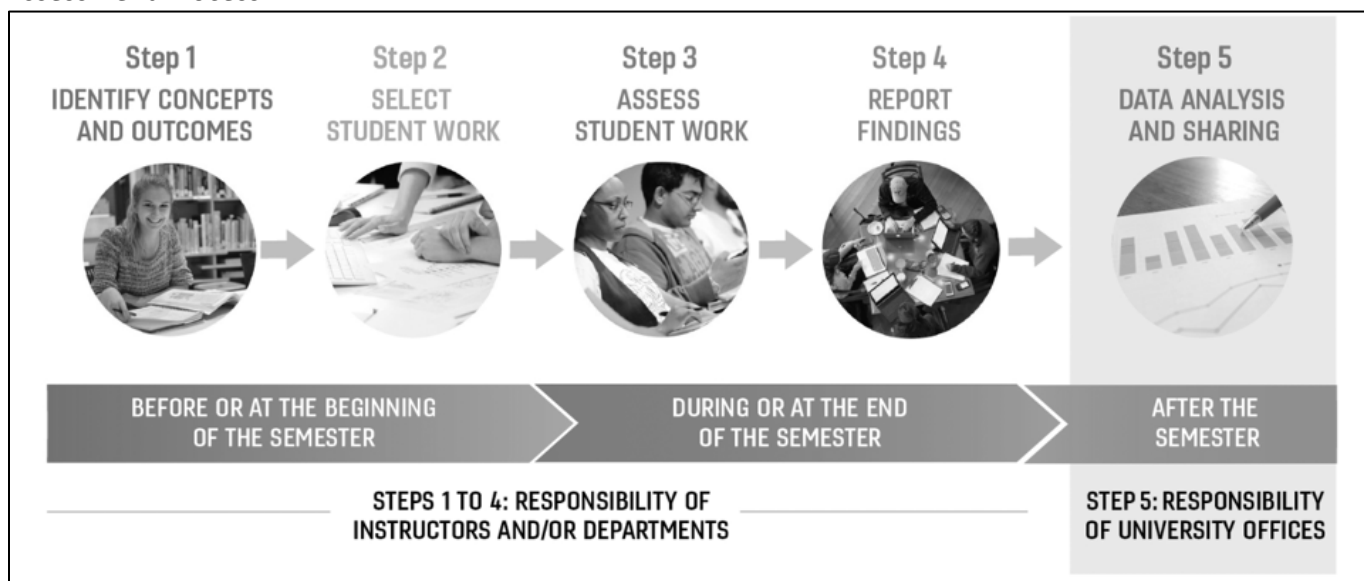 Step 1
IDENTIFY CONCEPTS
AND OUTCOMES
Step 2
SELECT
STUDENT WORK
Step 3
ASSESS
STUDENT WORK
Step 4
REPORT
FINDINGS
Step 5
DATA ANALYSIS
AND SHARING
BEFORE OR AT THE BEGINNING
OF THE SEMESTER
DURING OR AT THE END
OF THE SEMESTER
AFTER THE
SEMESTER
STEPS 1 TO 4: RESPONSIBILITY OF
INSTRUCTORS AND/OR DEPARTMENTS
STEP 5: RESPONSIBILITY
OF UNIVERSITY OFFICES